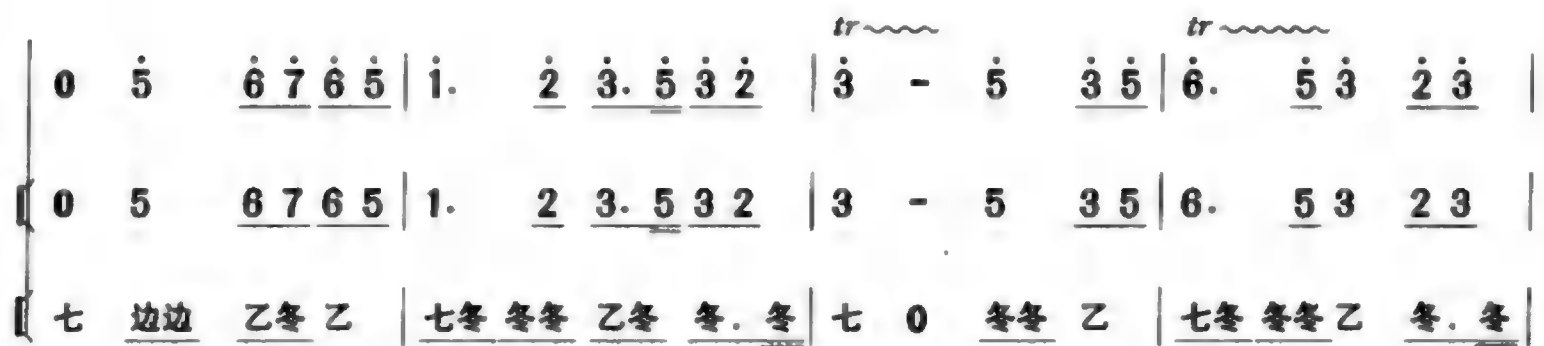 tr tr
0 5̇ 6̇ 7̇ 6̇ 5̇ | 1̇. 2̇ 3̇. 5̇ 3̇ 2̇ | 3̇ - 5̇ 3̇ 5̇ | 6̇. 5̇ 3̇ 2̇ 3̇ |
0 5 6 7 6 5 | 1. 2 3. 5 3 2 | 3 - 5 3 5 | 6. 5 3 2 3 |
七 边边 乙冬 乙 | 七冬 冬冬 乙冬 冬. 冬 | 七 0 冬冬 乙 | 七冬 冬冬 乙 冬. 冬 |